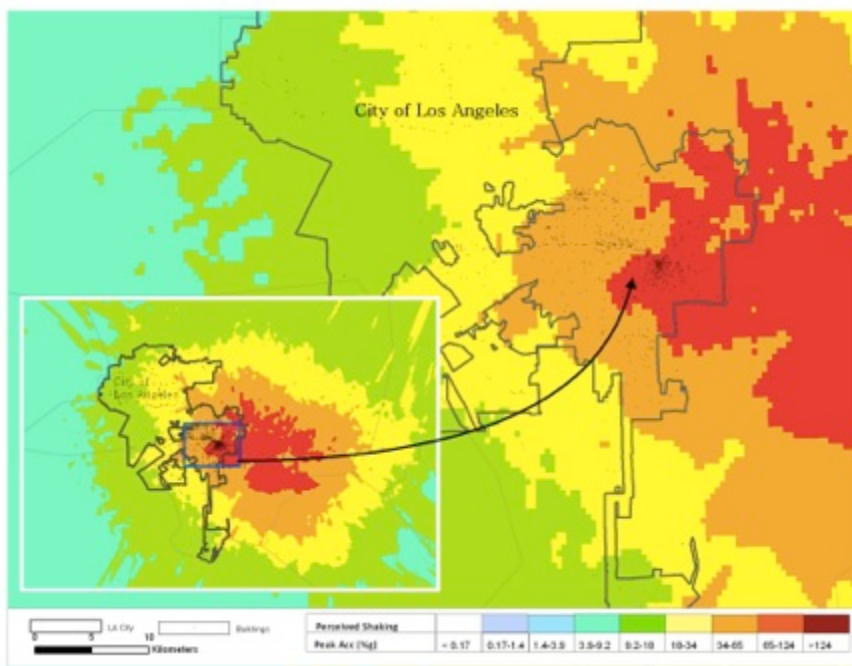 City of Los Angeles
City of
Los Angeles
LA City
Buildings
0 5 10
Kilometers
Perceived Shaking
Peak Acc (%g) < 0.17 0.17-1.4 1.4-3.9 3.9-9.2 9.2-18 18-34 34-65 65-124 >124